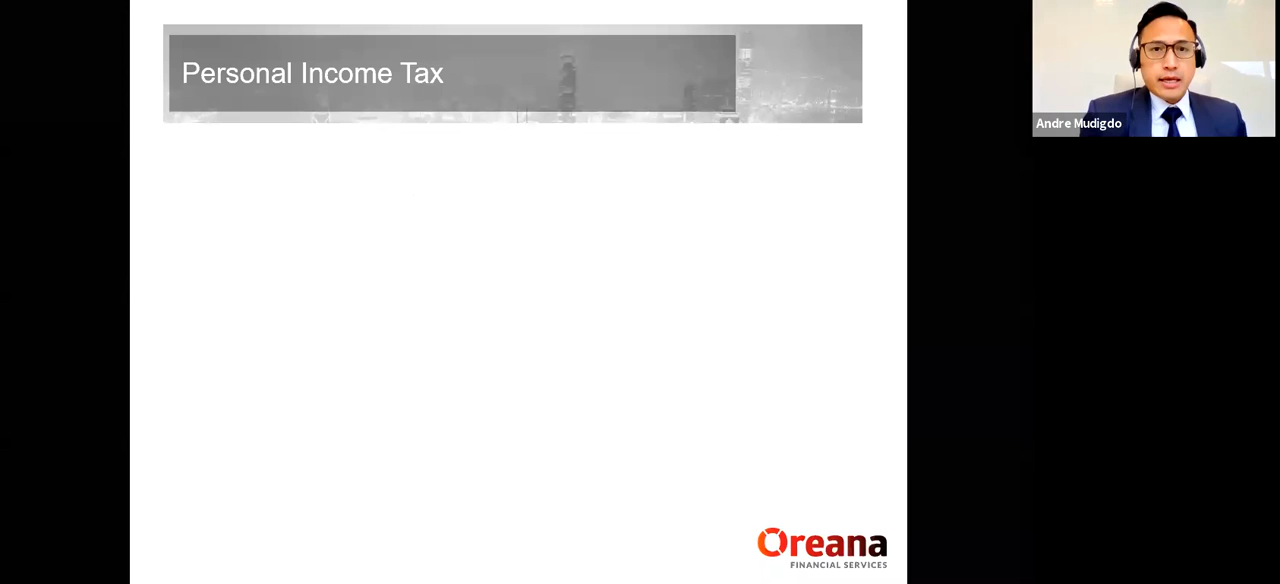 Personal Income Tax
Andre Mudigdo
Oreana
FINANCIAL SERVICES